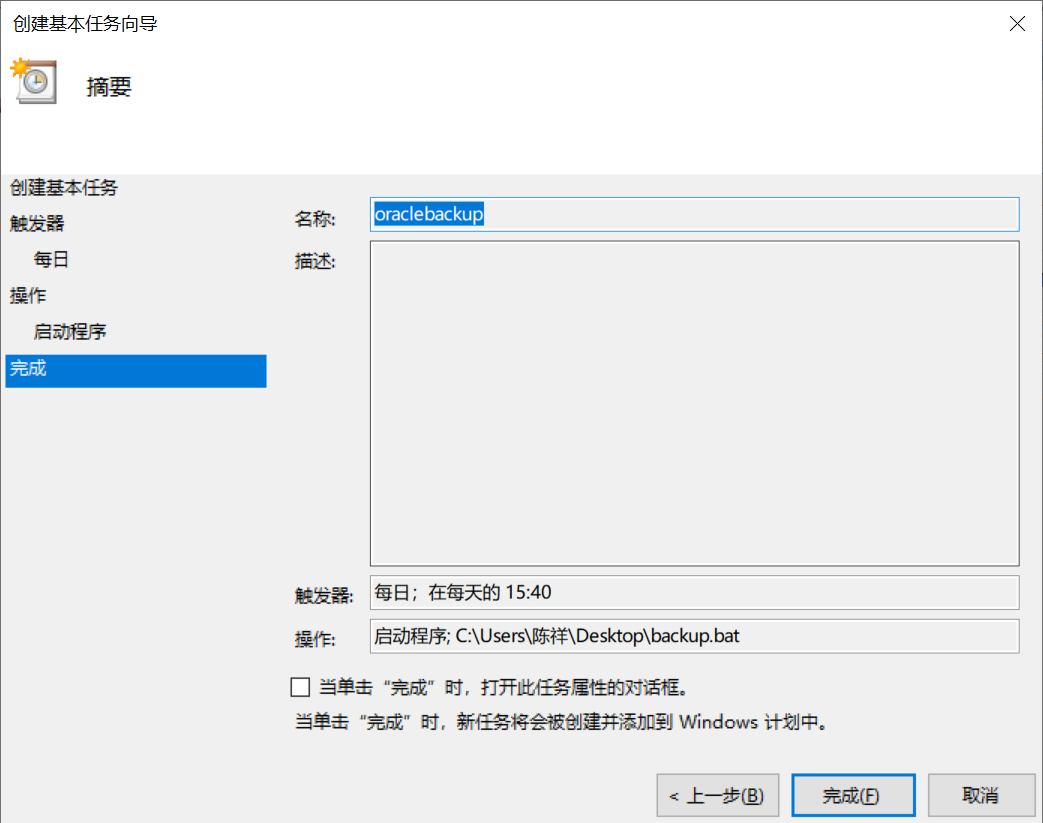 创建基本任务向导
摘要
创建基本任务
触发器
每日
操作
启动程序
完成
名称: oraclebackup
描述:
触发器: 每日；在每天的 15:40
操作: 启动程序; C:\Users\陈祥\Desktop\backup.bat
当单击“完成”时，打开此任务属性的对话框。
当单击“完成”时，新任务将会被创建并添加到 Windows 计划中。
< 上一步(B) 完成(F) 取消